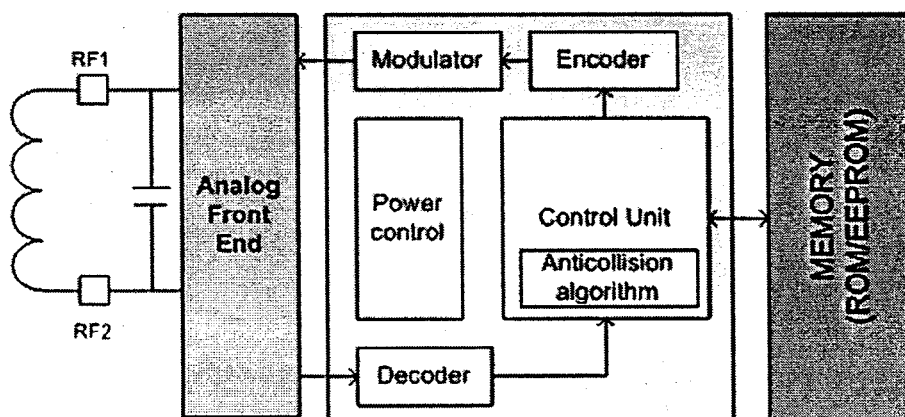 RF1
RF2
Analog
Front
End
Modulator
Encoder
Power
control
Control Unit
Anticollision
algorithm
Decoder
MEMORY
(ROM/EEPROM)